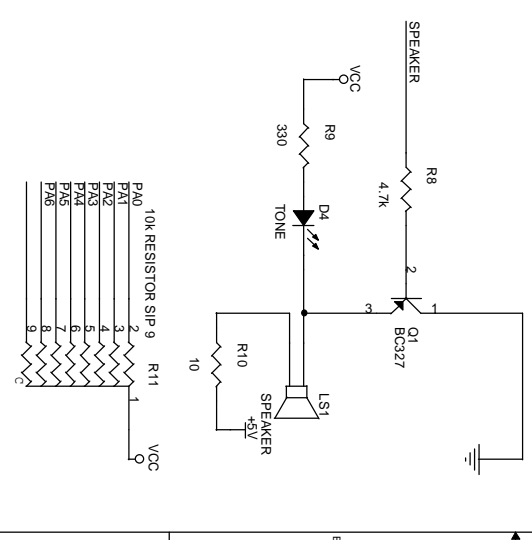 SPEAKER
VCC
R9
330
R8
4.7k
D4
TONE
2
3
1
Q1
BC327
R10
10
LS1
SPEAKER
+5V
PA0
PA1
PA2
PA3
PA4
PA5
PA6
10k RESISTOR SIP 9
9
8
7
6
5
4
3
2
R11
C
1
VCC